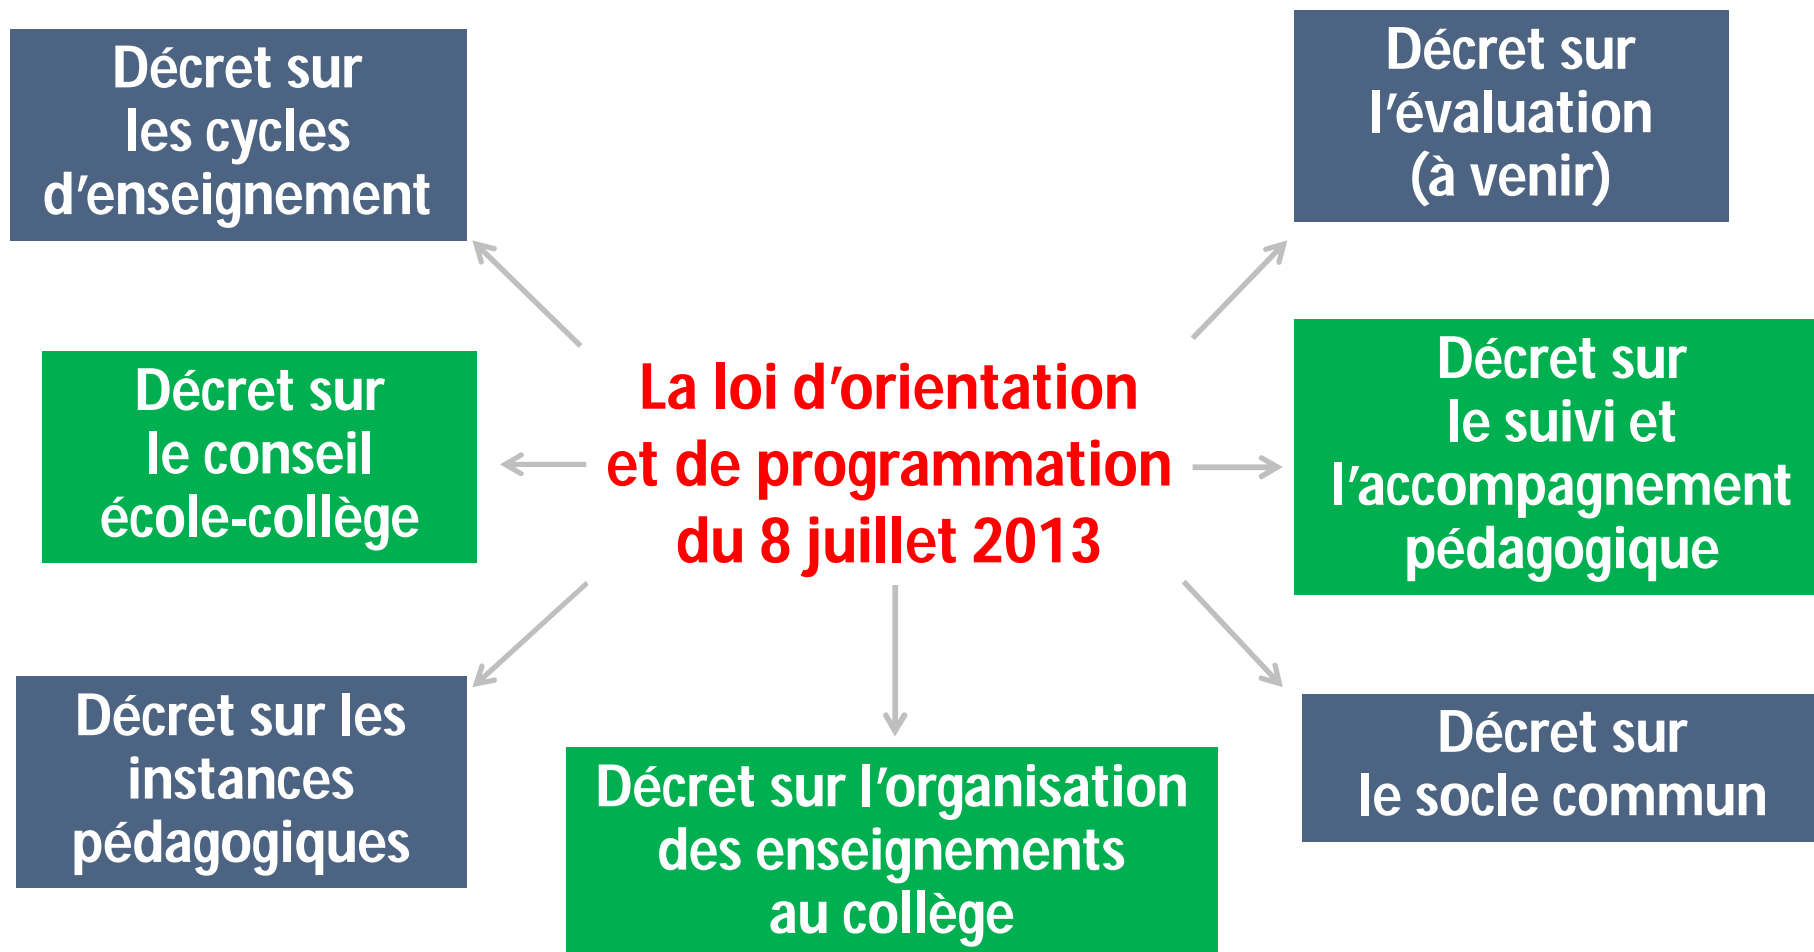 Décret sur
les cycles
d’enseignement
Décret sur
l’évaluation
(à venir)
Décret sur
le conseil
école-collège
La loi d’orientation
et de programmation
du 8 juillet 2013
Décret sur
le suivi et
l’accompagnement
pédagogique
Décret sur les
instances
pédagogiques
Décret sur l’organisation
des enseignements
au collège
Décret sur
le socle commun